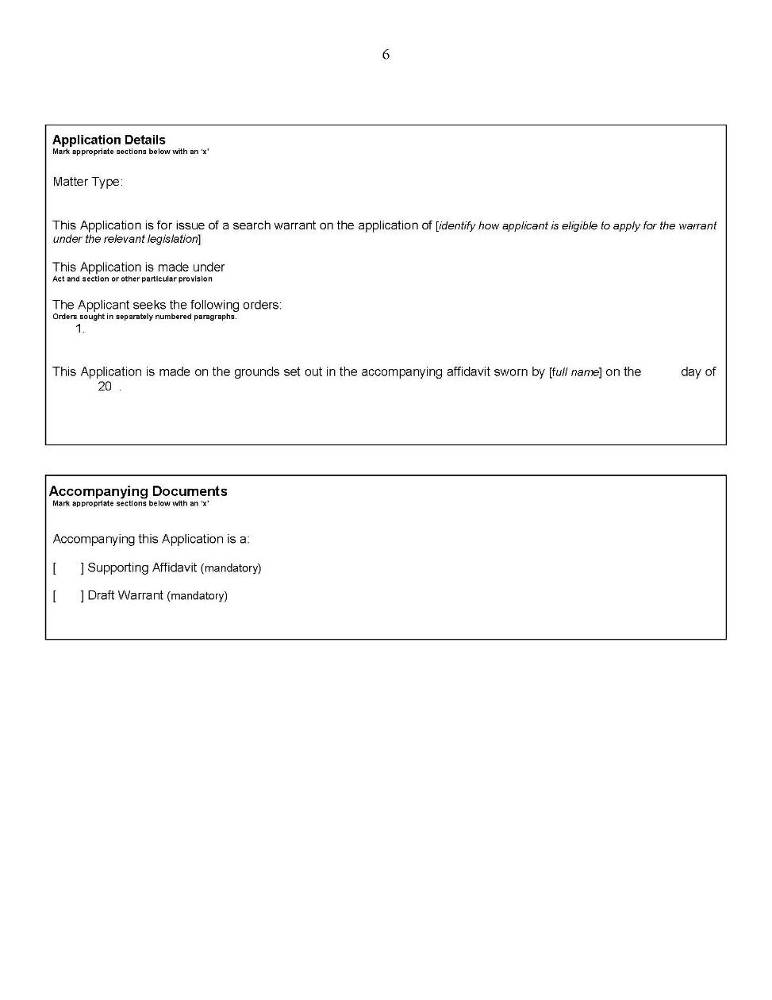 6
Application Details
Mark appropriate sections below with an ‘x’
Matter Type:
This Application is for issue of a search warrant on the application of [identify how applicant is eligible to apply for the warrant
under the relevant legislation]
This Application is made under
Act and section or other particular provision
The Applicant seeks the following orders:
Orders sought in separately numbered paragraphs.
1.
This Application is made on the grounds set out in the accompanying affidavit sworn by [full name] on the day of
20 .
Accompanying Documents
Mark appropriate sections below with an ‘x’
Accompanying this Application is a:
[ ] Supporting Affidavit (mandatory)
[ ] Draft Warrant (mandatory)